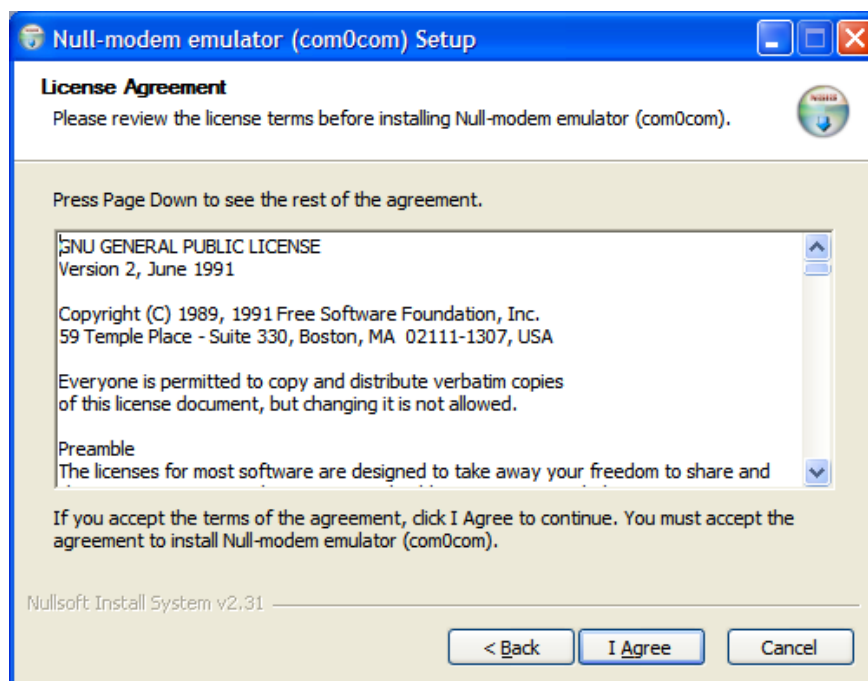 Null-modem emulator (com0com) Setup
License Agreement
Please review the license terms before installing Null-modem emulator (com0com).
Press Page Down to see the rest of the agreement.
GNU GENERAL PUBLIC LICENSE
Version 2, June 1991
Copyright (C) 1989, 1991 Free Software Foundation, Inc.
59 Temple Place - Suite 330, Boston, MA  02111-1307, USA
Everyone is permitted to copy and distribute verbatim copies
of this license document, but changing it is not allowed.
Preamble
The licenses for most software are designed to take away your freedom to share and
If you accept the terms of the agreement, click I Agree to continue. You must accept the
agreement to install Null-modem emulator (com0com).
Nullsoft Install System v2.31
< Back
I Agree
Cancel